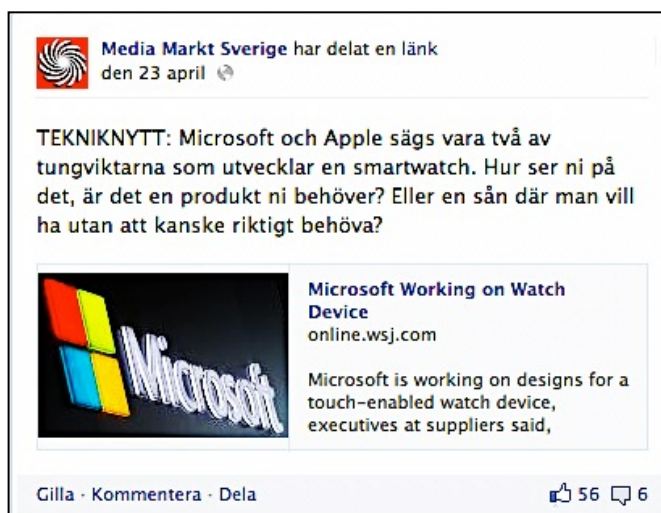 Media Markt Sverige har delat en länk
den 23 april
TEKNIKNYTT: Microsoft och Apple sägs vara två av
tungviktarna som utvecklar en smartwatch. Hur ser ni på
det, är det en produkt ni behöver? Eller en sån där man vill
ha utan att kanske riktigt behöva?
Microsoft
Microsoft Working on Watch
Device
online.wsj.com
Microsoft is working on designs for a
touch-enabled watch device,
executives at suppliers said,
Gilla · Kommentera · Dela 56 6